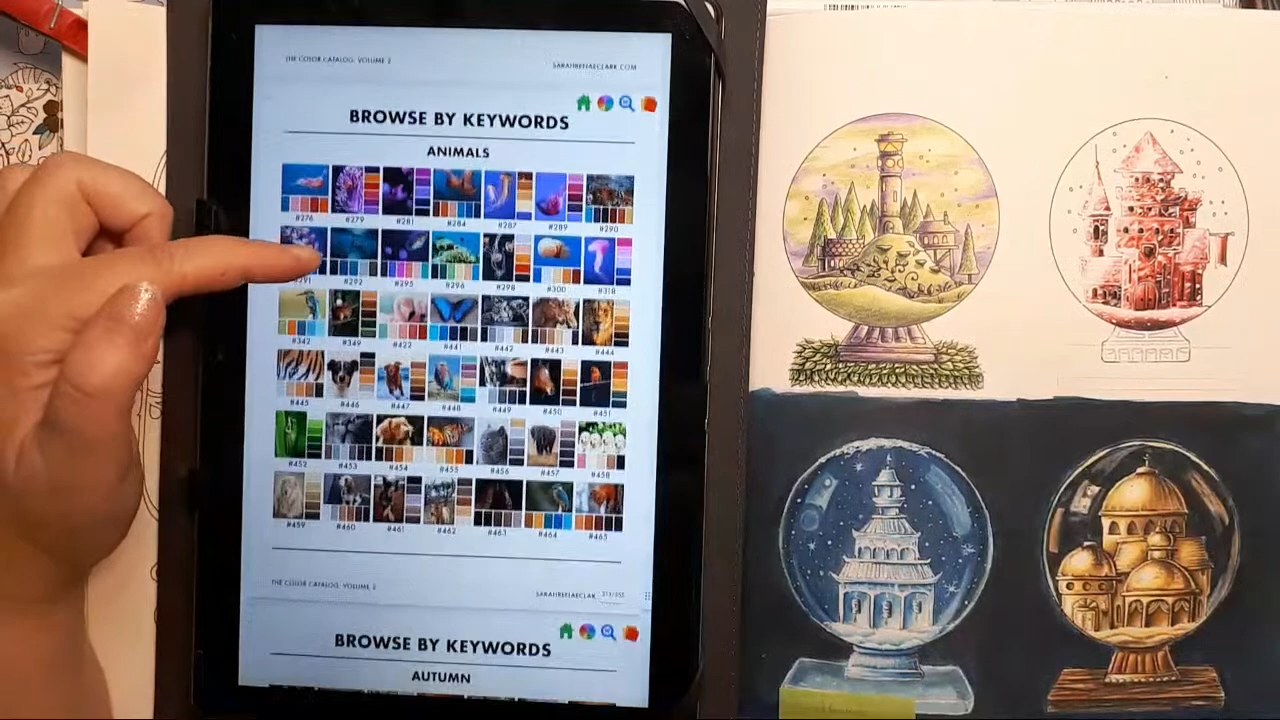 THE COLOR CATALOG: VOLUME 2
SARAHRENAECLARK.COM
BROWSE BY KEYWORDS
ANIMALS
#276 #279 #281 #284 #287 #289 #290
#291 #292 #295 #296 #298 #300 #318
#342 #349 #422 #441 #442 #443 #444
#445 #446 #447 #448 #449 #450 #451
#452 #453 #454 #455 #456 #457 #458
#459 #460 #461 #462 #463 #464 #465
THE COLOR CATALOG: VOLUME 2
SARAHRENAECLARK
BROWSE BY KEYWORDS
AUTUMN